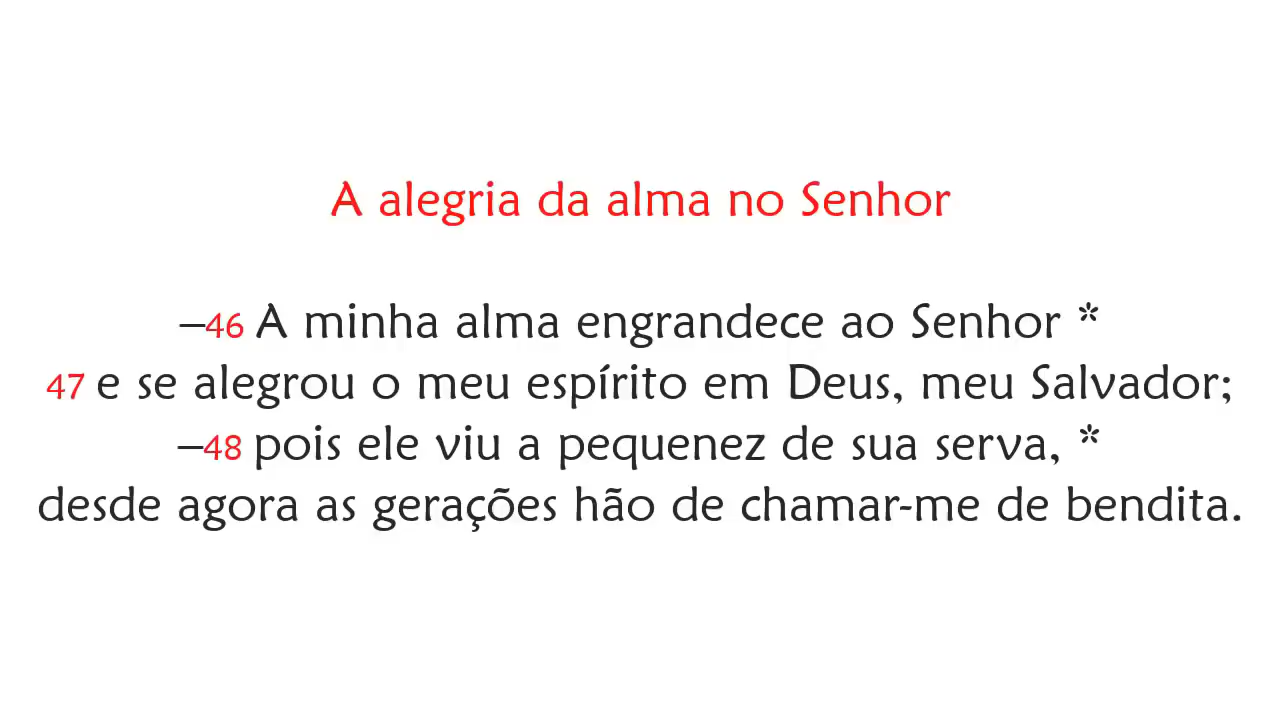 A alegria da alma no Senhor
–46 A minha alma engrandece ao Senhor *
47 e se alegrou o meu espírito em Deus, meu Salvador;
–48 pois ele viu a pequenez de sua serva, *
desde agora as gerações hão de chamar-me de bendita.